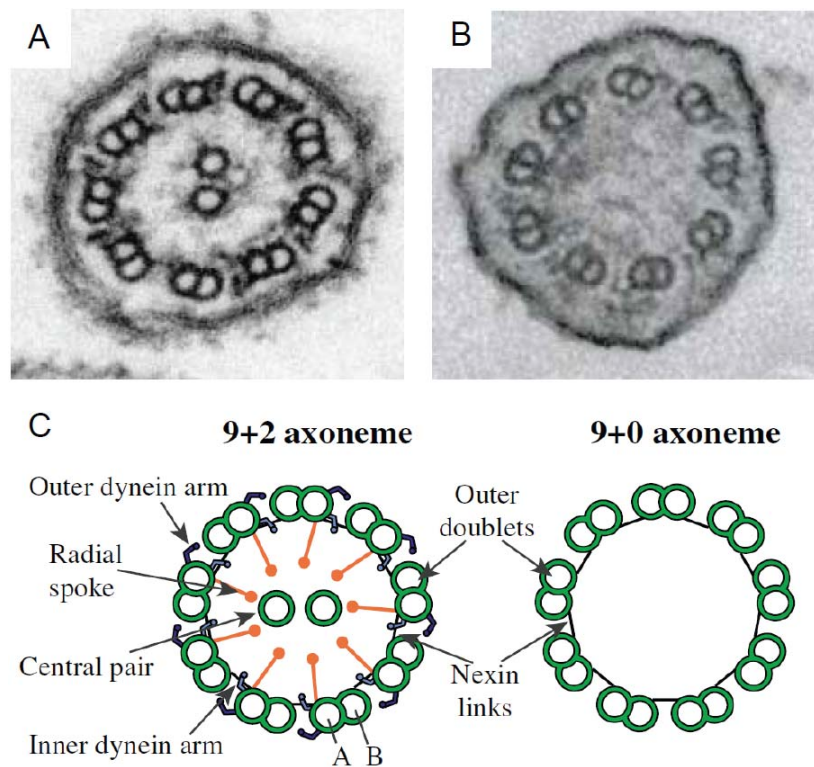 A
B
C
9+2 axoneme
9+0 axoneme
Outer dynein arm
Radial
spoke
Central pair
Inner dynein arm
A
B
Outer
doublets
Nexin
links